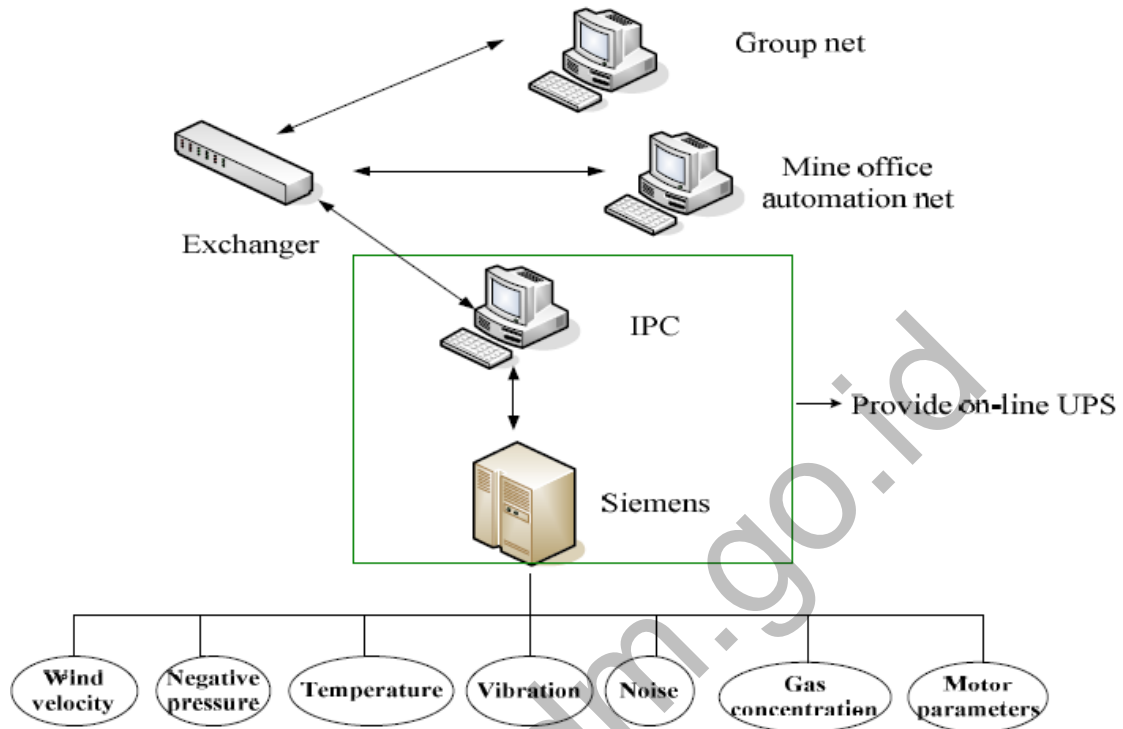 Group net
Mine office
automation net
Exchanger
IPC
Provide on-line UPS
Siemens
Wind
velocity
Negative
pressure
Temperature
Vibration
Noise
Gas
concentration
Motor
parameters
dm.go.id